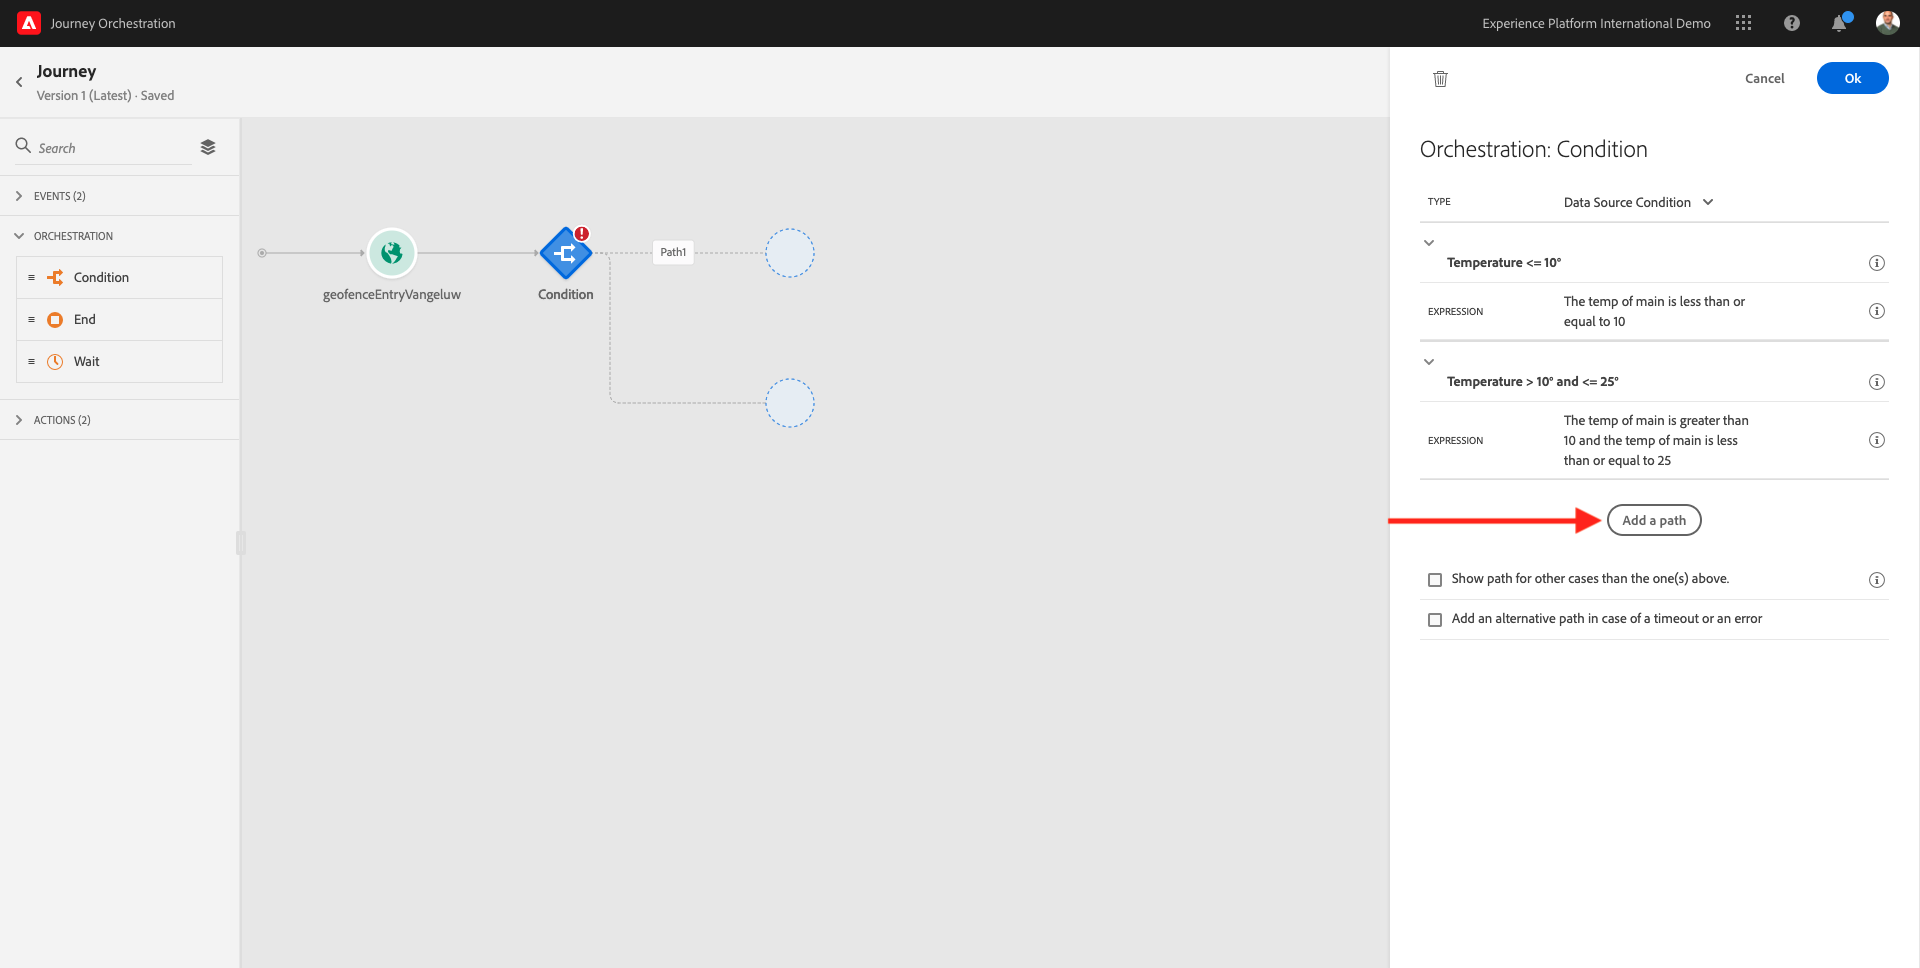 Journey Orchestration
Experience Platform International Demo
Journey
Version 1 (Latest) · Saved
Search
EVENTS (2)
ORCHESTRATION
Condition
End
Wait
ACTIONS (2)
geofenceEntryVangeluw
Condition
Path1
Cancel
Ok
Orchestration: Condition
TYPE
Data Source Condition
Temperature <= 10°
EXPRESSION
The temp of main is less than or
equal to 10
Temperature > 10° and <= 25°
EXPRESSION
The temp of main is greater than
10 and the temp of main is less
than or equal to 25
Add a path
Show path for other cases than the one(s) above.
Add an alternative path in case of a timeout or an error